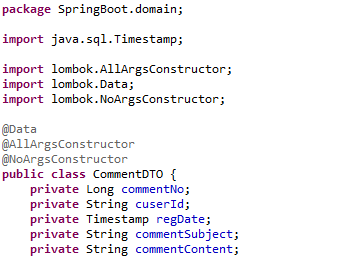 package SpringBoot.domain;
import java.sql.Timestamp;
import lombok.AllArgsConstructor;
import lombok.Data;
import lombok.NoArgsConstructor;
@Data
@AllArgsConstructor
@NoArgsConstructor
public class CommentDTO {
private Long commentNo;
private String cuserId;
private Timestamp regDate;
private String commentSubject;
private String commentContent;